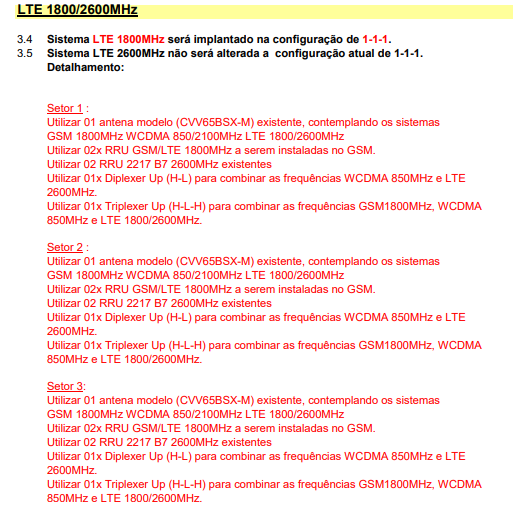 LTE 1800/2600MHz
3.4 Sistema LTE 1800MHz será implantado na configuração de 1-1-1.
3.5 Sistema LTE 2600MHz não será alterada a configuração atual de 1-1-1.
Detalhamento:
Setor 1 :
Utilizar 01 antena modelo (CVV65BSX-M) existente, contemplando os sistemas
GSM 1800MHz WCDMA 850/2100MHz LTE 1800/2600MHz
Utilizar 02x RRU GSM/LTE 1800MHz a serem instaladas no GSM.
Utilizar 02 RRU 2217 B7 2600MHz existentes
Utilizar 01x Diplexer Up (H-L) para combinar as frequências WCDMA 850MHz e LTE
2600MHz.
Utilizar 01x Triplexer Up (H-L-H) para combinar as frequências GSM1800MHz, WCDMA
850MHz e LTE 1800/2600MHz.
Setor 2 :
Utilizar 01 antena modelo (CVV65BSX-M) existente, contemplando os sistemas
GSM 1800MHz WCDMA 850/2100MHz LTE 1800/2600MHz
Utilizar 02x RRU GSM/LTE 1800MHz a serem instaladas no GSM.
Utilizar 02 RRU 2217 B7 2600MHz existentes
Utilizar 01x Diplexer Up (H-L) para combinar as frequências WCDMA 850MHz e LTE
2600MHz.
Utilizar 01x Triplexer Up (H-L-H) para combinar as frequências GSM1800MHz, WCDMA
850MHz e LTE 1800/2600MHz.
Setor 3:
Utilizar 01 antena modelo (CVV65BSX-M) existente, contemplando os sistemas
GSM 1800MHz WCDMA 850/2100MHz LTE 1800/2600MHz
Utilizar 02x RRU GSM/LTE 1800MHz a serem instaladas no GSM.
Utilizar 02 RRU 2217 B7 2600MHz existentes
Utilizar 01x Diplexer Up (H-L) para combinar as frequências WCDMA 850MHz e LTE
2600MHz.
Utilizar 01x Triplexer Up (H-L-H) para combinar as frequências GSM1800MHz, WCDMA
850MHz e LTE 1800/2600MHz.